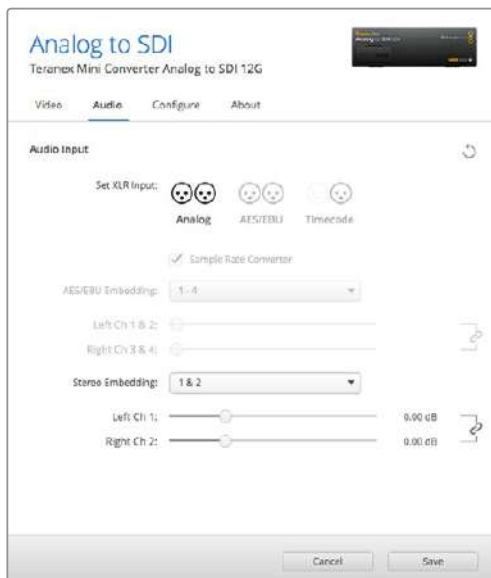 Analog to SDI
Teranex Mini Converter Analog to SDI 12G
Video Audio Configure About
Audio Input
Set XLR Input:
Analog AES/EBU Timecode
Sample Rate Converter
AES/EBU Embedding: 1 - 4
Left Ch 1 & 2:
Right Ch 3 & 4:
Stereo Embedding: 1 & 2
Left Ch 1: 0.00 dB
Right Ch 2: 0.00 dB
Cancel Save